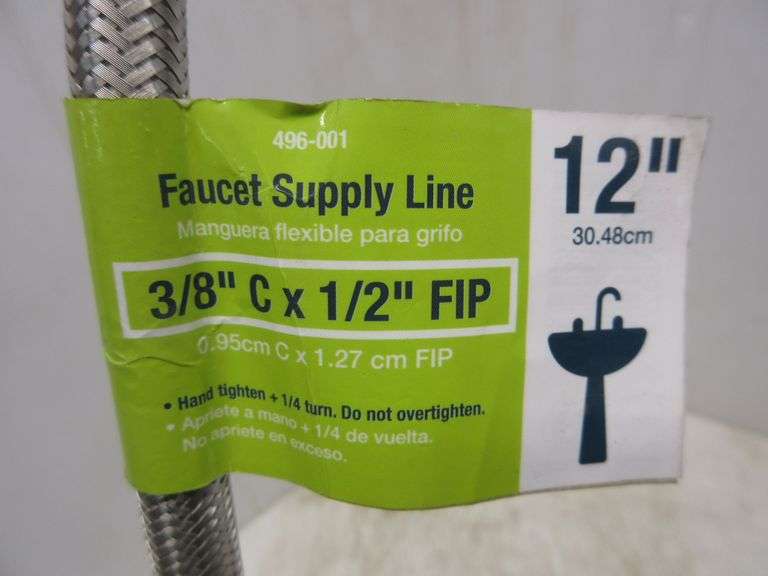 496-001
Faucet Supply Line
Manguera flexible para grifo
3/8" C x 1/2" FIP
0.95cm C x 1.27 cm FIP
• Hand tighten + 1/4 turn. Do not overtighten.
• Apriete a mano + 1/4 de vuelta.
No apriete en exceso.
12"
30.48cm